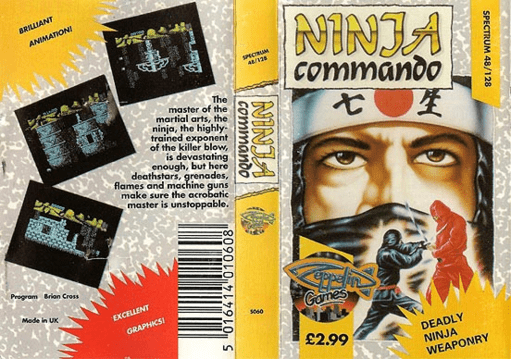 BRILLIANT
ANIMATION!
The
master of the
martial arts, the
ninja, the highly-
trained exponent
of the killer blow,
is devastating
enough, but here
deathstars, grenades,
flames and machine guns
make sure the acrobatic
master is unstoppable.
Program Brian Cross
Made in UK
EXCELLENT
GRAPHICS!
5 016414 010608
SPECTRUM
48/128
NINJA
COMMANDO
Zeppelin
Games
S060
NINJA
commando
SPECTRUM 48/128
七 生
Zeppelin
Games
£2.99
DEADLY
NINJA
WEAPONRY